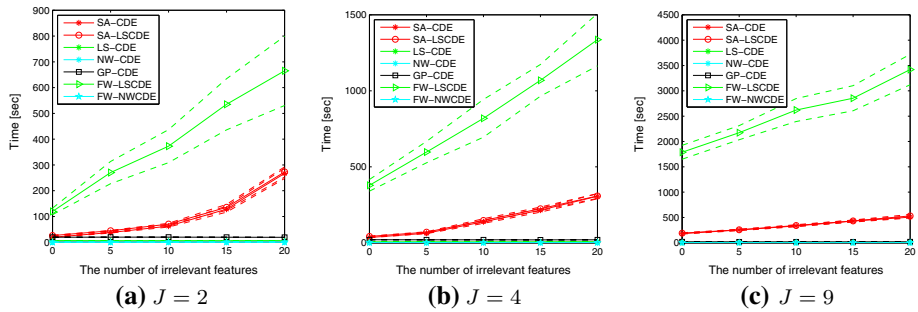 900
800
700
600
500
400
300
200
100
0
Time [sec]
SA−CDE
SA−LSCDE
LS−CDE
NW−CDE
GP−CDE
FW−LSCDE
FW−NWCDE
0 5 10 15 20
The number of irrelevant features
(a) J = 2
1500
1000
500
0
Time [sec]
SA−CDE
SA−LSCDE
LS−CDE
NW−CDE
GP−CDE
FW−LSCDE
FW−NWCDE
0 5 10 15 20
The number of irrelevant features
(b) J = 4
4500
4000
3500
3000
2500
2000
1500
1000
500
0
Time [sec]
SA−CDE
SA−LSCDE
LS−CDE
NW−CDE
GP−CDE
FW−LSCDE
FW−NWCDE
0 5 10 15 20
The number of irrelevant features
(c) J = 9